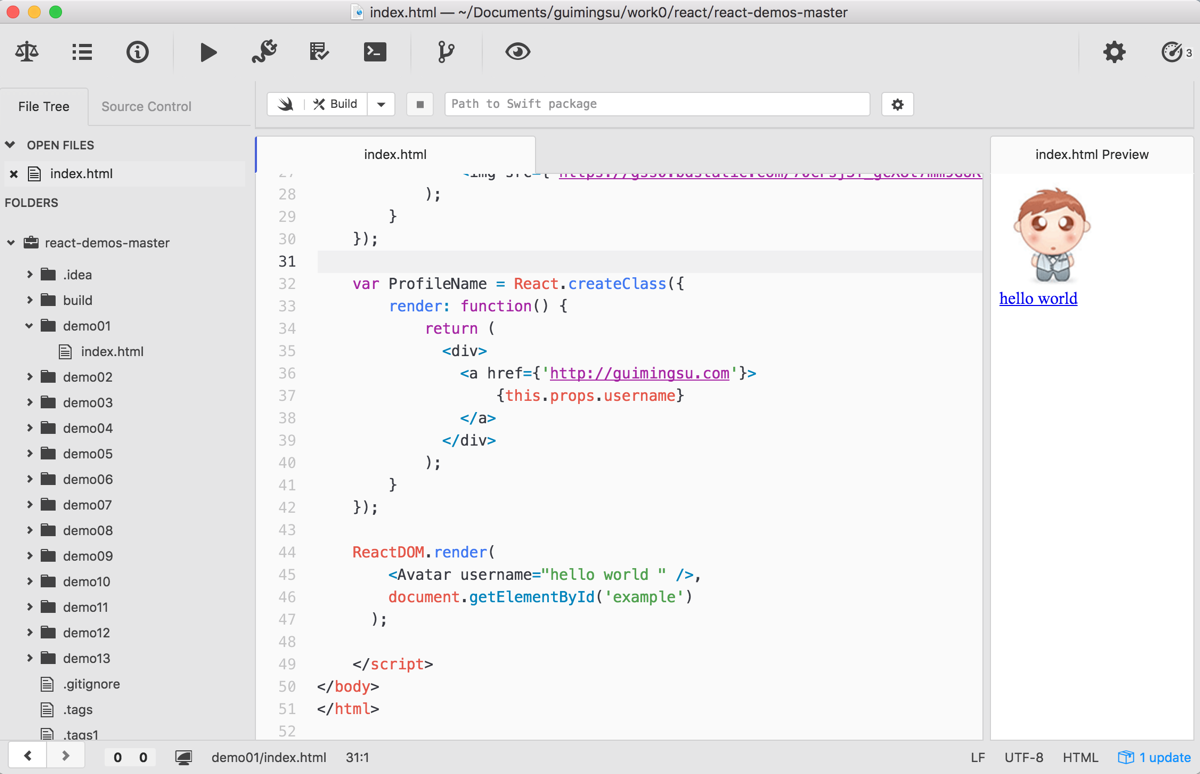 index.html — ~/Documents/guimingsu/work0/react/react-demos-master
3
File Tree
Source Control
Build
Path to Swift package
OPEN FILES
index.html
FOLDERS
react-demos-master
.idea
build
demo01
index.html
demo02
demo03
demo04
demo05
demo06
demo07
demo08
demo09
demo10
demo11
demo12
demo13
.gitignore
.tags
.tags1
index.html
28 );
29 }
30 });
31
32 var ProfileName = React.createClass({
33 render: function() {
34 return (
35 <div>
36 <a href={'http://guimingsu.com'}>
37 {this.props.username}
38 </a>
39 </div>
40 );
41 }
42 });
43
44 ReactDOM.render(
45 <Avatar username="hello world " />,
46 document.getElementById('example')
47 );
48
49 </script>
50 </body>
51 </html>
52
index.html Preview
hello world
0 0 demo01/index.html 31:1 LF UTF-8 HTML 1 update